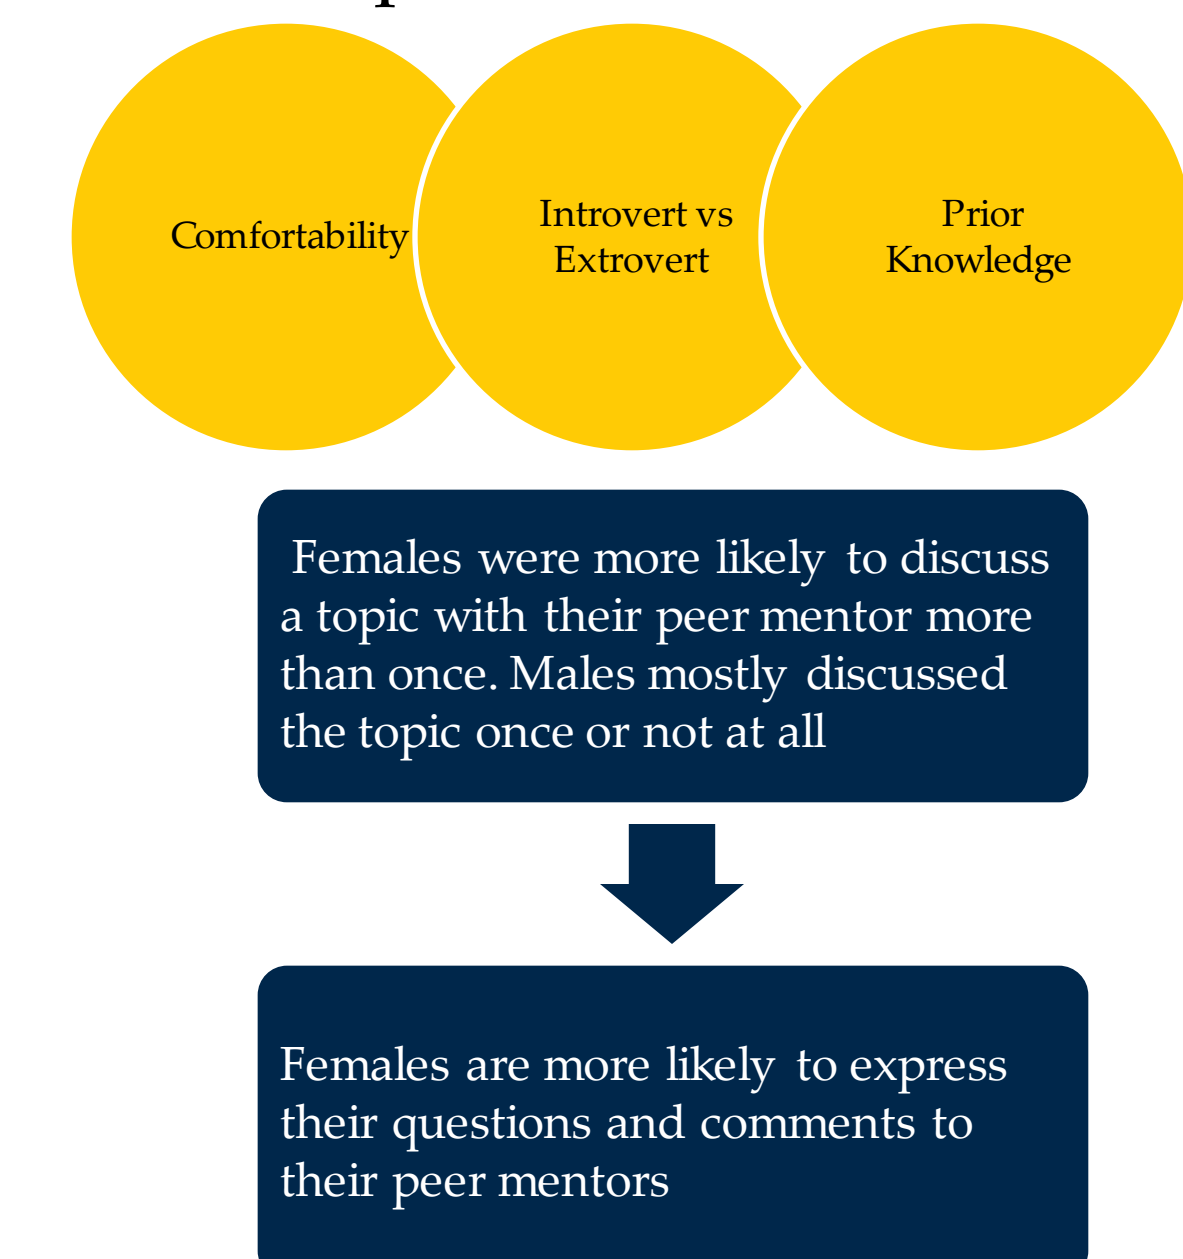 Comfortability
Introvert vs
Extrovert
Prior
Knowledge
Females were more likely to discuss
a topic with their peer mentor more
than once. Males mostly discussed
the topic once or not at all
Females are more likely to express
their questions and comments to
their peer mentors